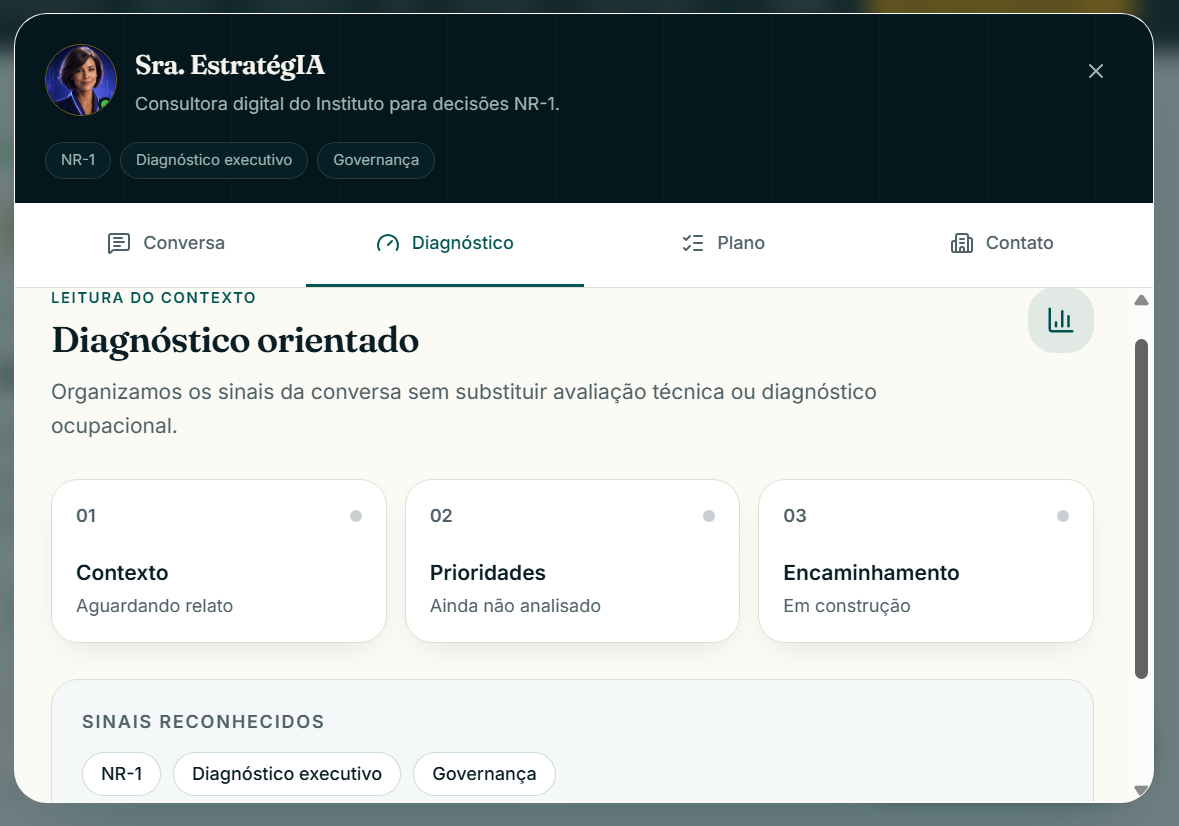 Sra. EstratégIA
Consultora digital do Instituto para decisões NR-1.
NR-1
Diagnóstico executivo
Governança
Conversa
Diagnóstico
Plano
Contato
LEITURA DO CONTEXTO
Diagnóstico orientado
Organizamos os sinais da conversa sem substituir avaliação técnica ou diagnóstico
ocupacional.
01
Contexto
Aguardando relato
02
Prioridades
Ainda não analisado
03
Encaminhamento
Em construção
SINAIS RECONHECIDOS
NR-1
Diagnóstico executivo
Governança